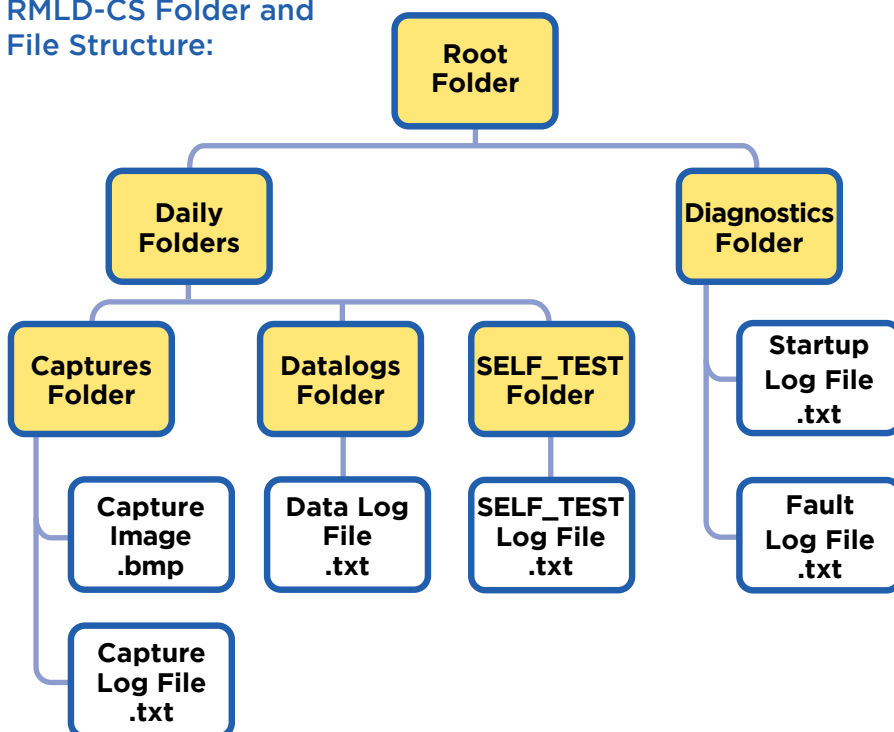 RMLD-CS Folder and
File Structure:
Root
Folder
Daily
Folders
Diagnostics
Folder
Captures
Folder
Datalogs
Folder
SELF_TEST
Folder
Startup
Log File
.txt
Capture
Image
.bmp
Data Log
File
.txt
SELF_TEST
Log File
.txt
Fault
Log File
.txt
Capture
Log File
.txt